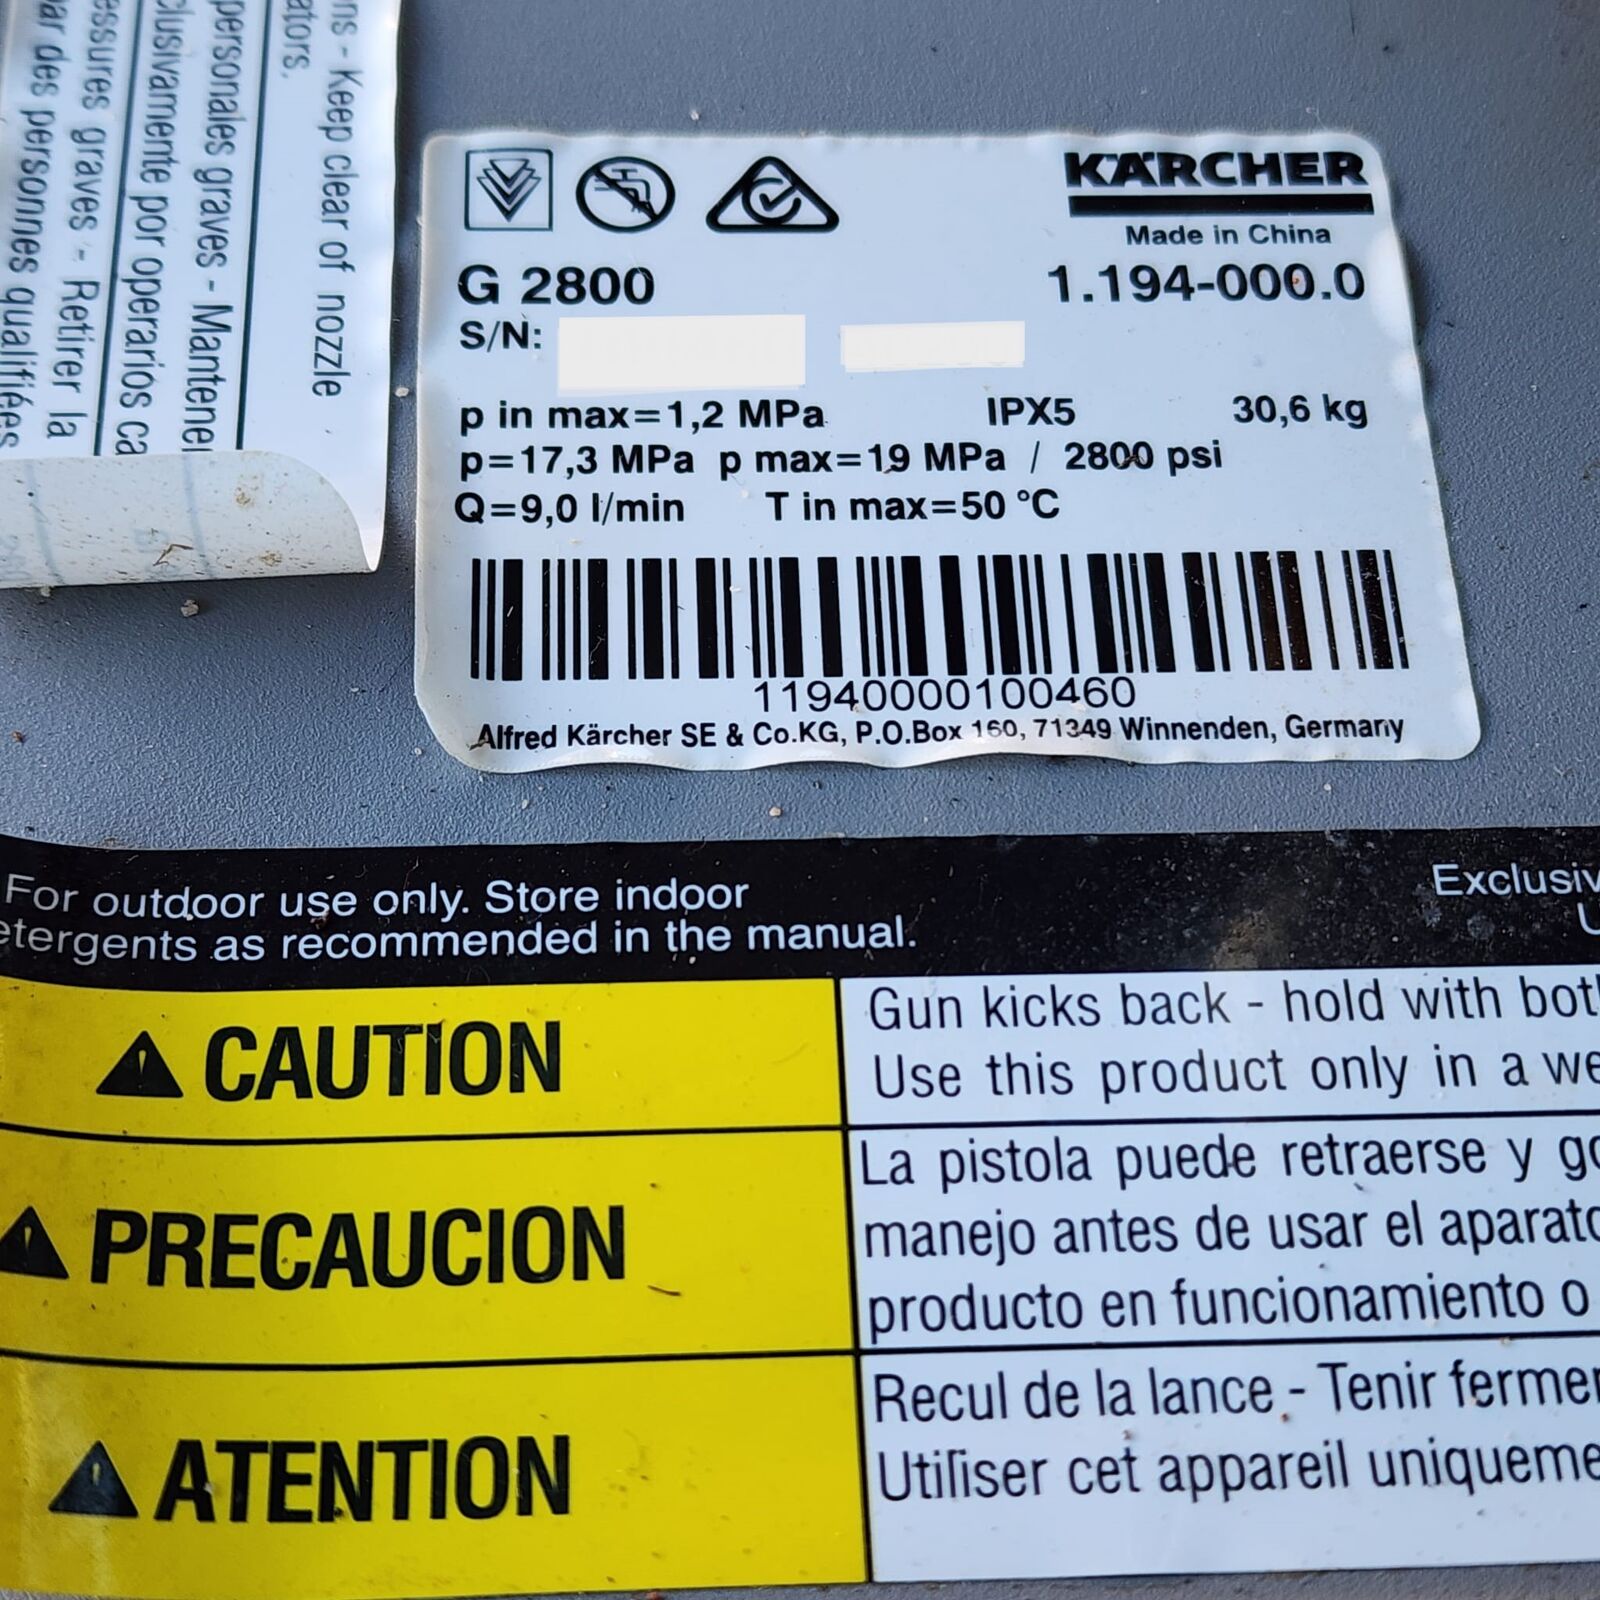 ons - Keep clear of nozzle
ators.
personales graves - Mantener
clusivamente por operarios ca
essures graves - Retirer la
par des personnes qualifiées
KÄRCHER
Made in China
G 2800 1.194-000.0
S/N:
p in max=1,2 MPa IPX5 30,6 kg
p=17,3 MPa p max=19 MPa / 2800 psi
Q=9,0 l/min T in max=50 °C
11940000100460
Alfred Kärcher SE & Co.KG, P.O.Box 160, 71349 Winnenden, Germany
For outdoor use only. Store indoor
etergents as recommended in the manual.
Exclusiv
U
CAUTION
Gun kicks back - hold with both
Use this product only in a we
PRECAUCION
La pistola puede retraerse y go
manejo antes de usar el aparato
producto en funcionamiento o
ATENTION
Recul de la lance - Tenir fermer
Utiliser cet appareil uniqueme